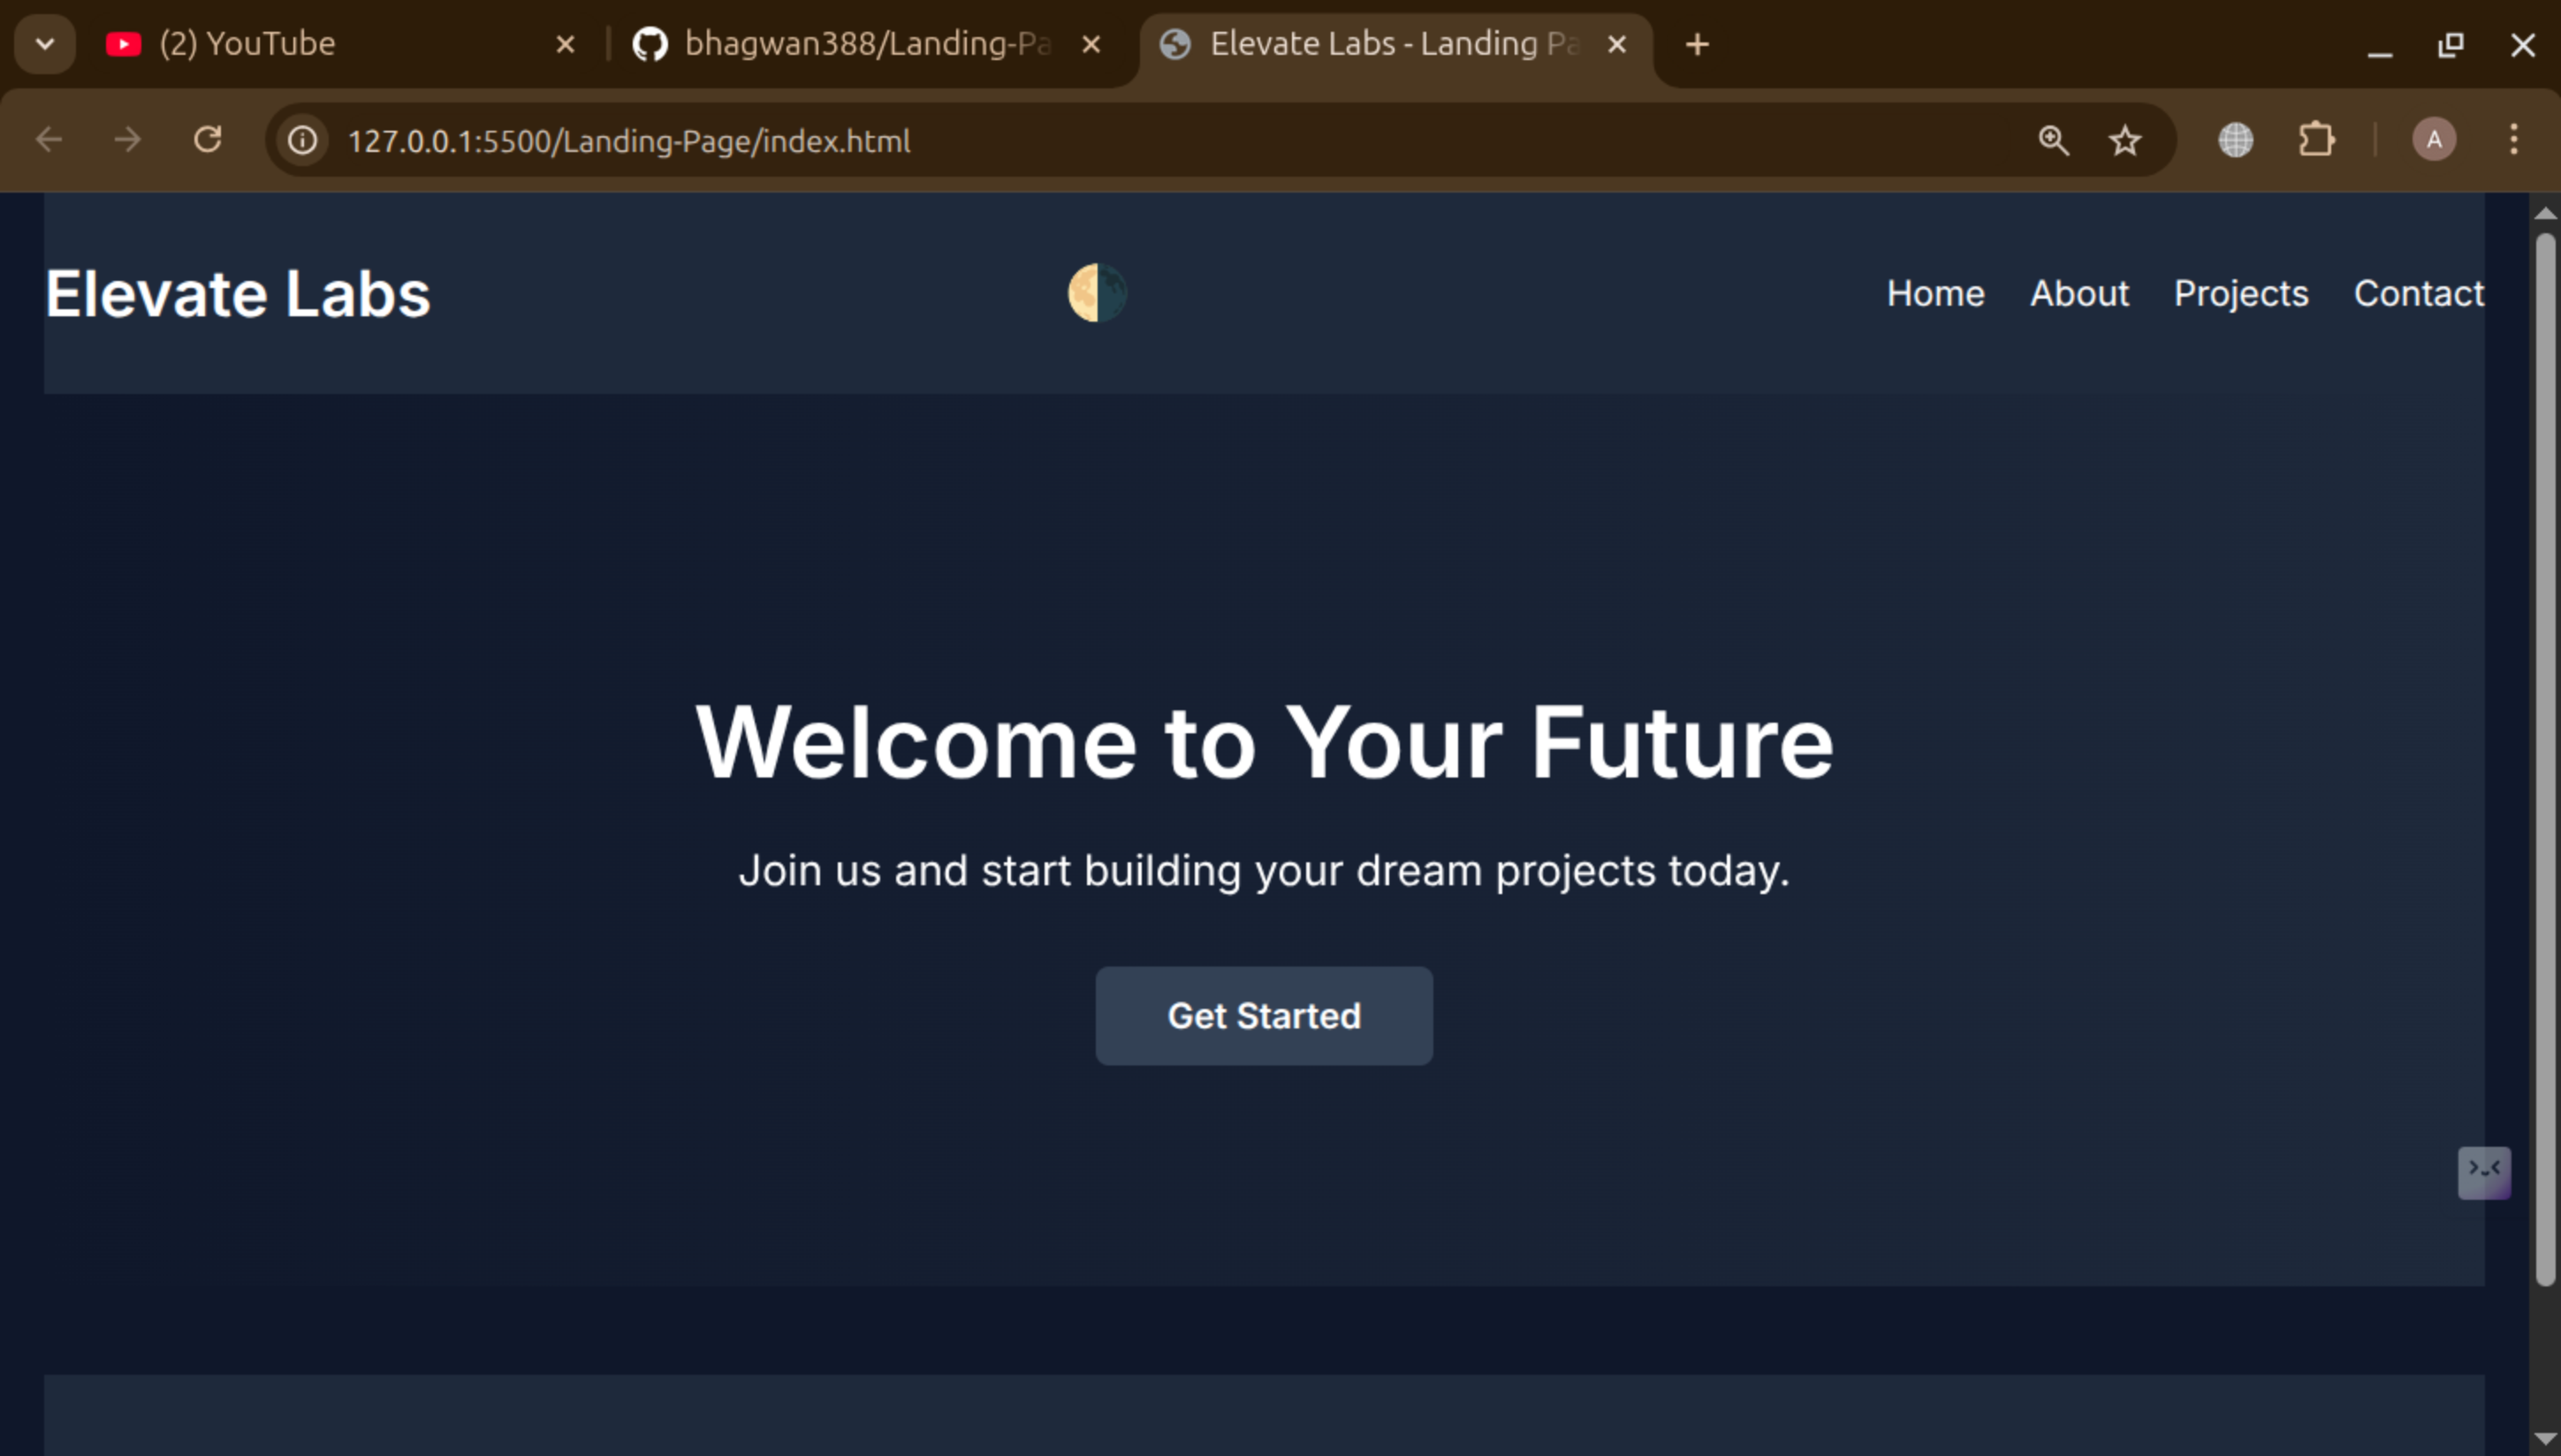 (2) YouTube
bhagwan388/Landing-Pa
Elevate Labs - Landing Pa
127.0.0.1:5500/Landing-Page/index.html
A
Elevate Labs
Home About Projects Contact
Welcome to Your Future
Join us and start building your dream projects today.
Get Started